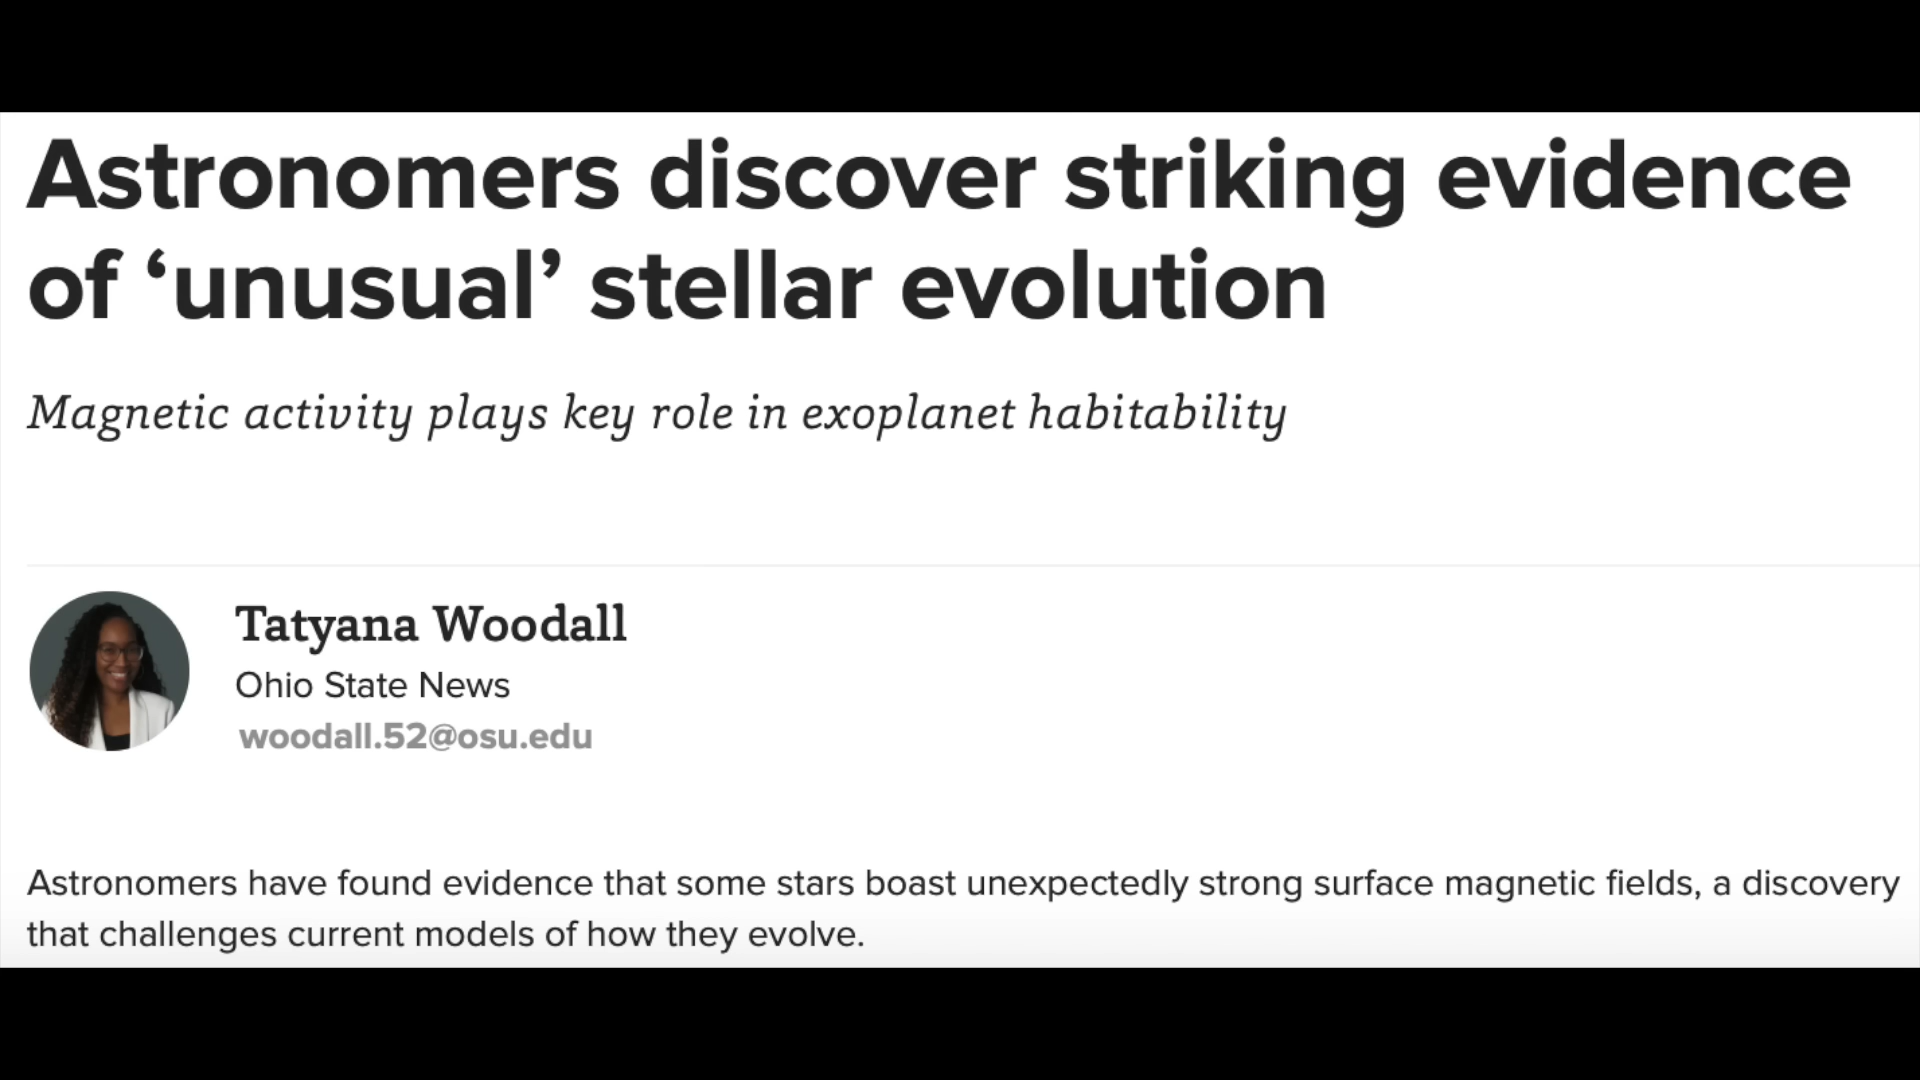 Astronomers discover striking evidence
of ‘unusual’ stellar evolution
Magnetic activity plays key role in exoplanet habitability
Tatyana Woodall
Ohio State News
woodall.52@osu.edu
Astronomers have found evidence that some stars boast unexpectedly strong surface magnetic fields, a discovery
that challenges current models of how they evolve.